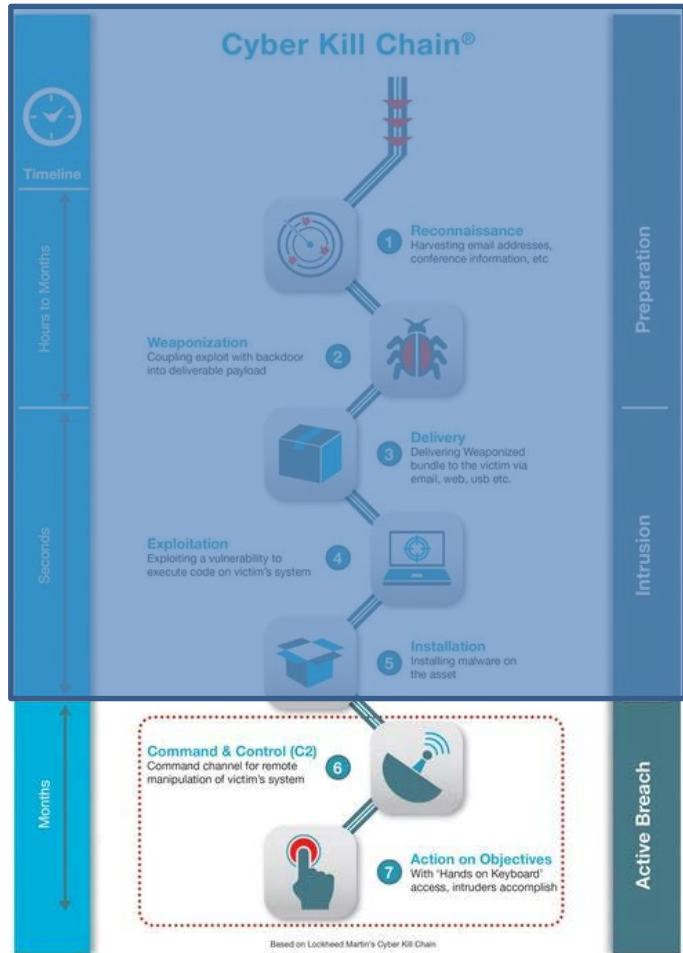 Cyber Kill Chain®
Timeline
Hours to Months
Preparation
1
Reconnaissance
Harvesting email addresses,
conference information, etc
Weaponization
Coupling exploit with backdoor
into deliverable payload
2
Seconds
Intrusion
3
Delivery
Delivering Weaponized
bundle to the victim via
email, web, usb etc.
Exploitation
Exploiting a vulnerability to
execute code on victim's system
4
5
Installation
Installing malware on
the asset
Months
Active Breach
Command & Control (C2)
Command channel for remote
manipulation of victim's system
6
7
Action on Objectives
With 'Hands on Keyboard'
access, intruders accomplish
Based on Lockheed Martin's Cyber Kill Chain